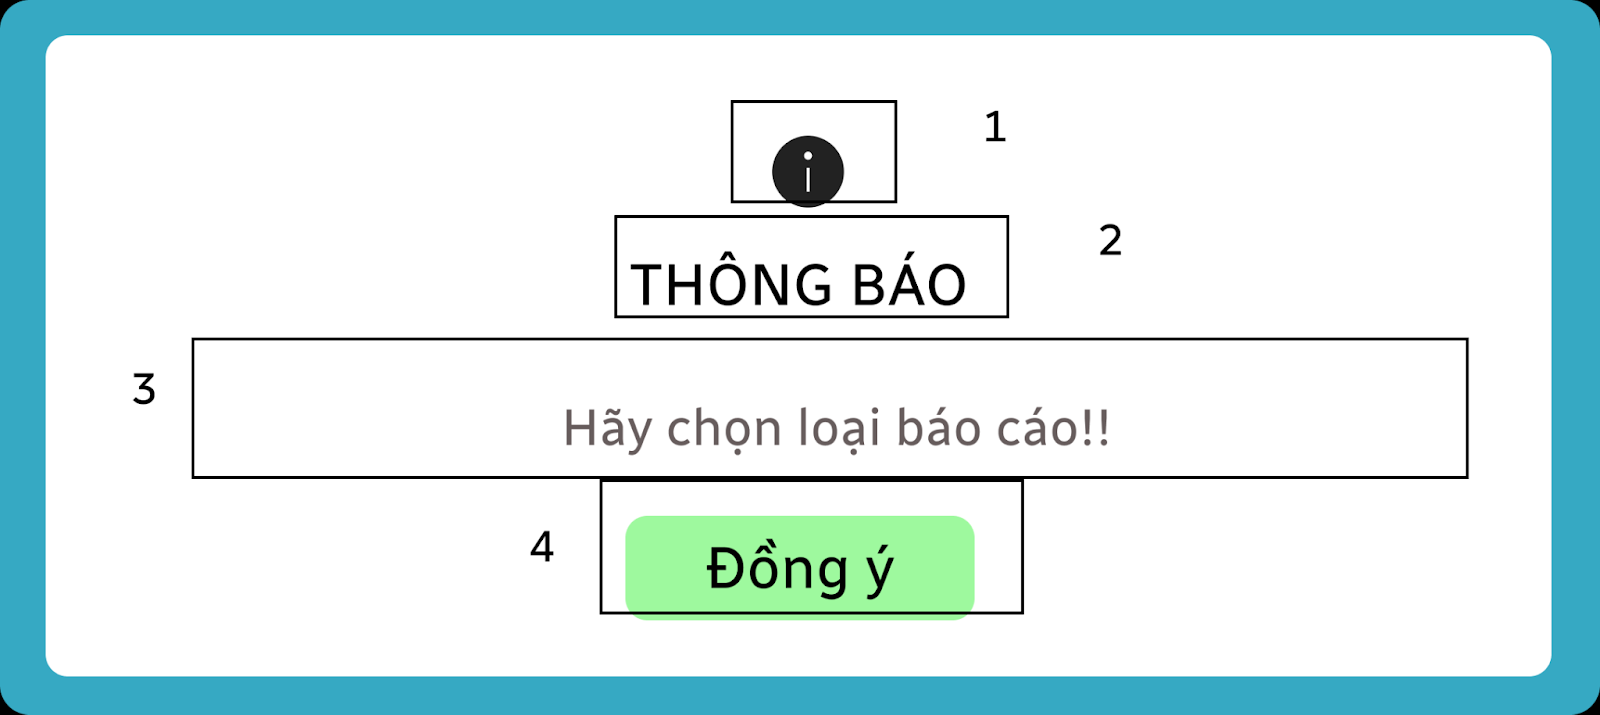 1
i
2
THÔNG BÁO
3
Hãy chọn loại báo cáo!!
4
Đồng ý